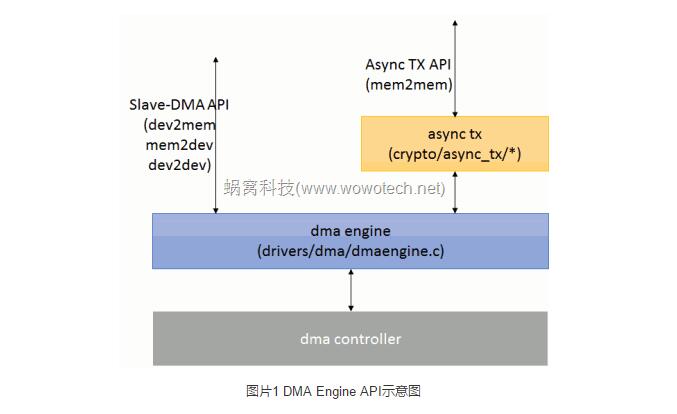 Async TX API
(mem2mem)
Slave-DMA API
(dev2mem
mem2dev
dev2dev)
async tx
(crypto/async_tx/*)
蜗窝科技(www.wowotech.net)
dma engine
(drivers/dma/dmaengine.c)
dma controller
图片1 DMA Engine API示意图